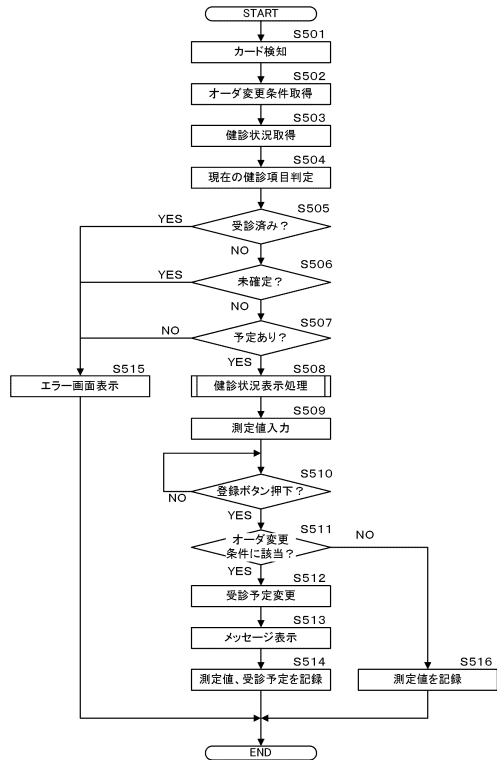 START
S501
カード検知
S502
オーダ変更条件取得
S503
健診状況取得
S504
現在の健診項目判定
S505
YES
受診済み？
NO
S506
YES
未確定？
NO
S507
NO
予定あり？
YES
S515
エラー画面表示
S508
健診状況表示処理
S509
測定値入力
S510
登録ボタン押下？
NO
YES
S511
オーダ変更
条件に該当？
NO
YES
S512
受診予定変更
S513
メッセージ表示
S514
測定値、受診予定を記録
S516
測定値を記録
END